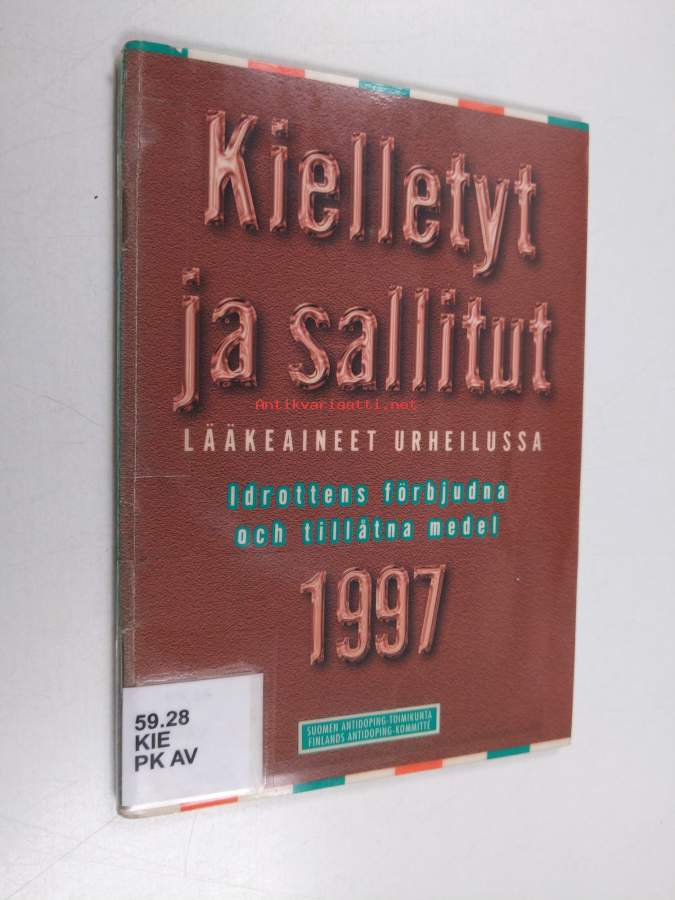 Kielletyt
ja sallitut
Antikvariaatti.net
LÄÄKEAINEET URHEILUSSA
Idrottens förbjudna
och tillåtna medel
1997
SUOMEN ANTIDOPING-TOIMIKUNTA
FINLANDS ANTIDOPING-KOMMITTÉ
59.28
KIE
PK AV